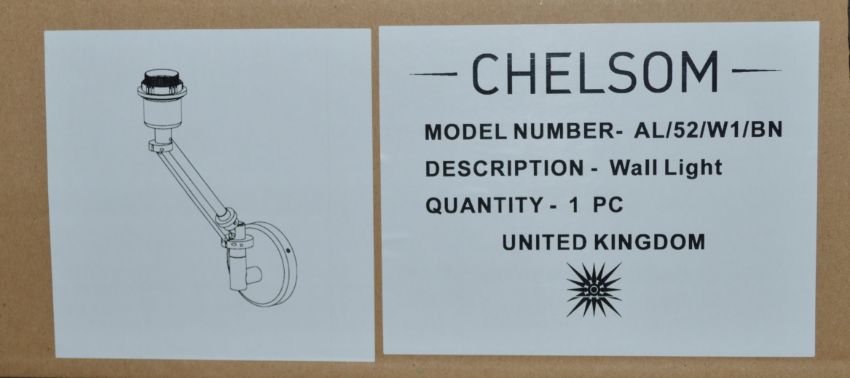 CHELSOM
MODEL NUMBER- AL/52/W1/BN
DESCRIPTION - Wall Light
QUANTITY - 1 PC
UNITED KINGDOM